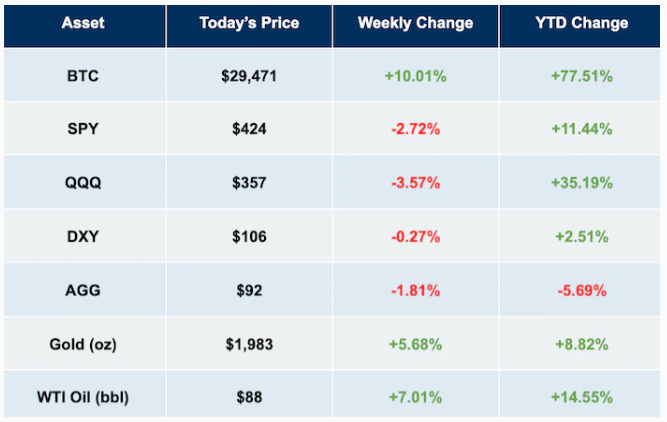 Asset Today's Price Weekly Change YTD Change
BTC $29,471 +10.01% +77.51%
SPY $424 -2.72% +11.44%
QQQ $357 -3.57% +35.19%
DXY $106 -0.27% +2.51%
AGG $92 -1.81% -5.69%
Gold (oz) $1,983 +5.68% +8.82%
WTI Oil (bbl) $88 +7.01% +14.55%